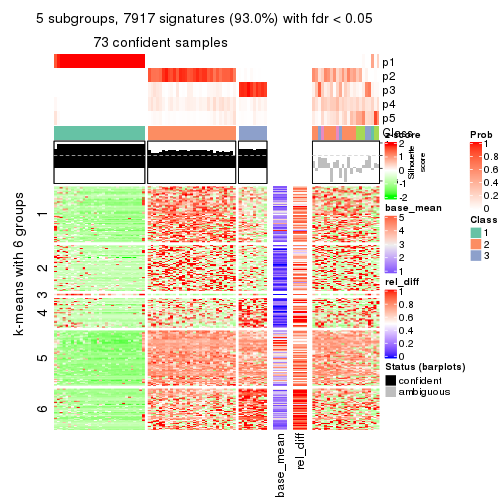 5 subgroups, 7917 signatures (93.0%) with fdr < 0.05
73 confident samples
p1
p2
p3
p4
p5
Class
Silhouette
score
k-means with 6 groups
1
2
3
4
5
6
base_mean
rel_diff
z-score
2
1
0
-1
-2
base_mean
5
4
3
2
1
rel_diff
1
0.8
0.6
0.4
0.2
0
Status (barplots)
confident
ambiguous
Prob
1
0.8
0.6
0.4
0.2
0
Class
1
2
3